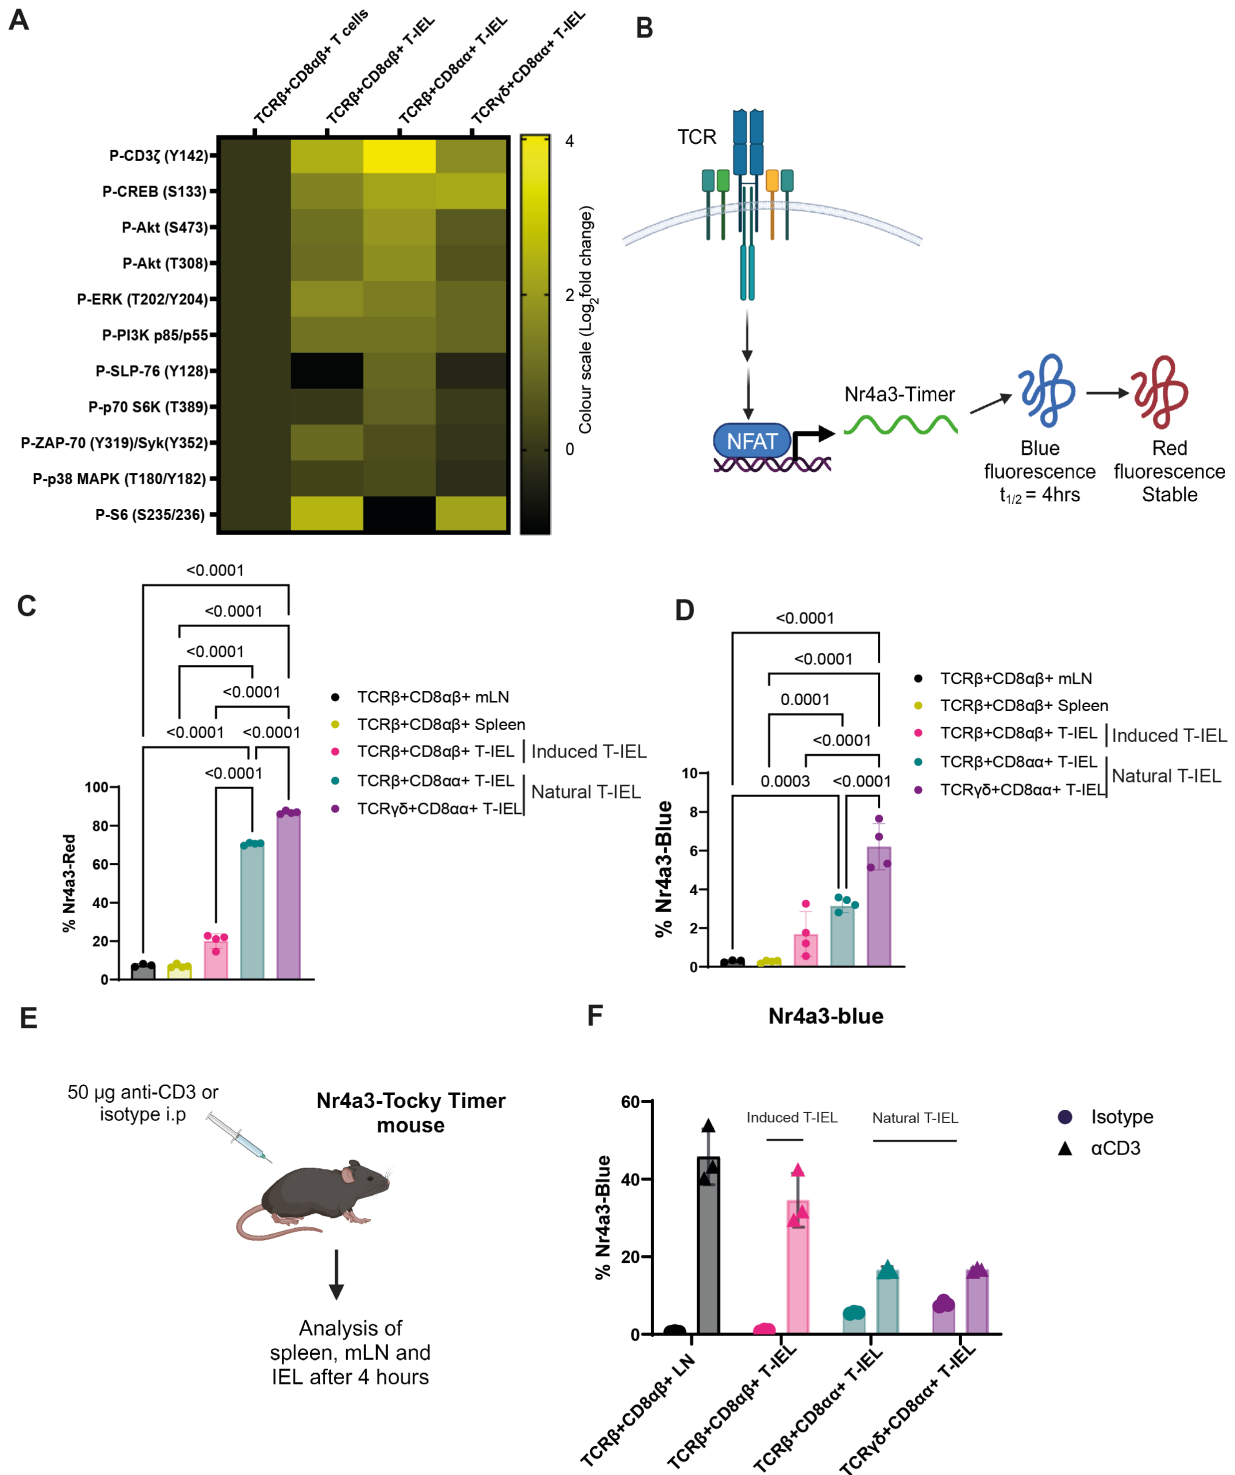 A
TCRβ+CD8αβ+ T cells
TCRβ+CD8αβ+ T-IEL
TCRβ+CD8αα+ T-IEL
TCRγδ+CD8αα+ T-IEL
P-CD3ζ (Y142)
P-CREB (S133)
P-Akt (S473)
P-Akt (T308)
P-ERK (T202/Y204)
P-PI3K p85/p55
P-SLP-76 (Y128)
P-p70 S6K (T389)
P-ZAP-70 (Y319)/Syk(Y352)
P-p38 MAPK (T180/Y182)
P-S6 (S235/236)
4
2
0
Colour scale (Log2fold change)
B
TCR
NFAT
Nr4a3-Timer
Blue
fluorescence
t1/2 = 4hrs
Red
fluorescence
Stable
C
<0.0001
<0.0001
<0.0001
<0.0001
<0.0001
<0.0001
<0.0001
100
80
60
40
20
0
% Nr4a3-Red
TCRβ+CD8αβ+ mLN
TCRβ+CD8αβ+ Spleen
TCRβ+CD8αβ+ T-IEL
Induced T-IEL
TCRβ+CD8αα+ T-IEL
TCRγδ+CD8αα+ T-IEL
Natural T-IEL
D
<0.0001
<0.0001
0.0001
<0.0001
0.0003
<0.0001
10
8
6
4
2
0
% Nr4a3-Blue
TCRβ+CD8αβ+ mLN
TCRβ+CD8αβ+ Spleen
TCRβ+CD8αβ+ T-IEL
Induced T-IEL
TCRβ+CD8αα+ T-IEL
TCRγδ+CD8αα+ T-IEL
Natural T-IEL
E
50 µg anti-CD3 or
isotype i.p
Nr4a3-Tocky Timer
mouse
Analysis of
spleen, mLN and
IEL after 4 hours
F
Nr4a3-blue
60
40
20
0
% Nr4a3-Blue
Induced T-IEL
Natural T-IEL
Isotype
αCD3
TCRβ+CD8αβ+ LN
TCRβ+CD8αβ+ T-IEL
TCRβ+CD8αα+ T-IEL
TCRγδ+CD8αα+ T-IEL